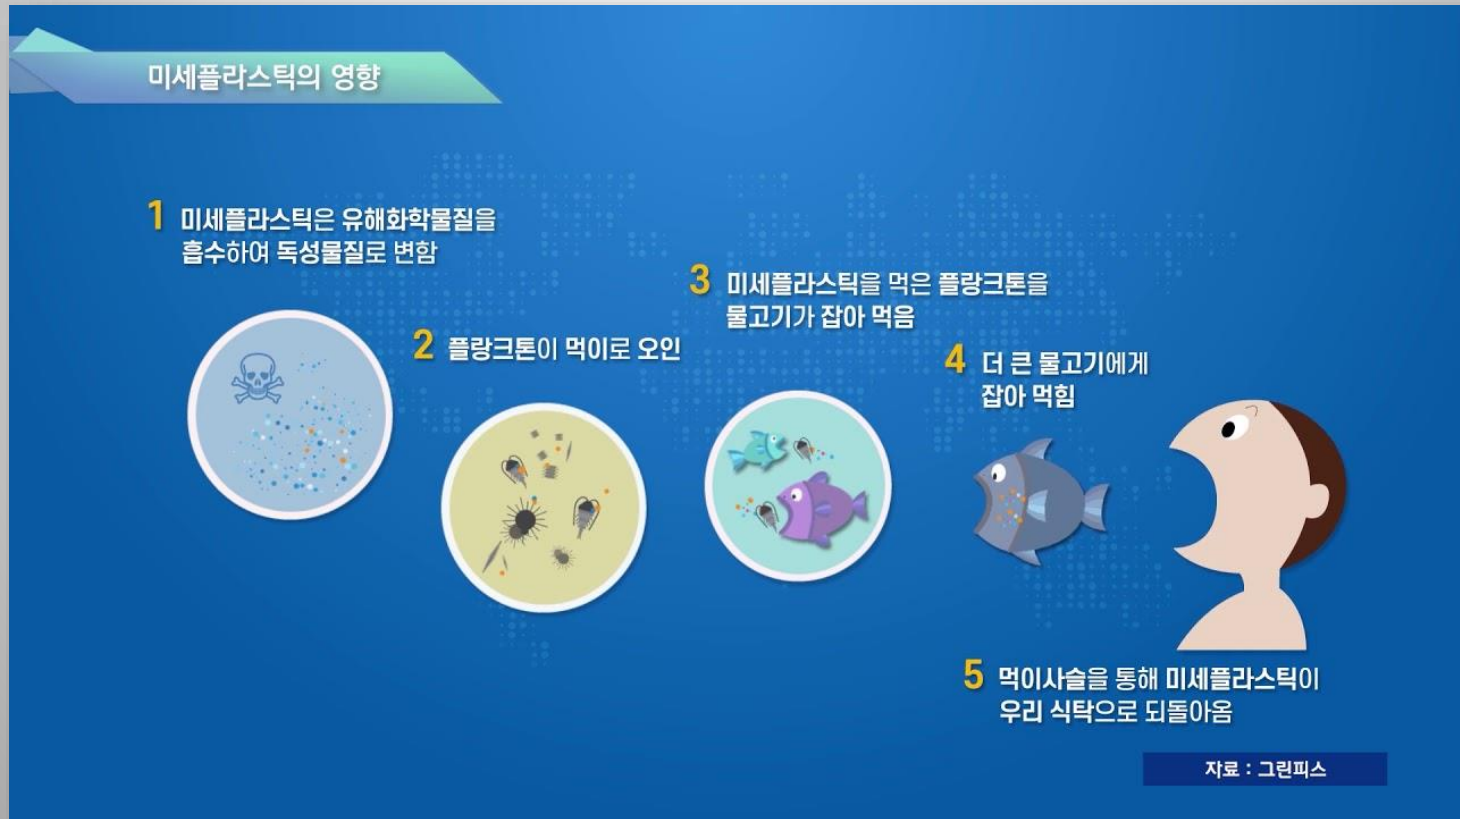 미세플라스틱의 영향
1 미세플라스틱은 유해화학물질을
흡수하여 독성물질로 변함
2 플랑크톤이 먹이로 오인
3 미세플라스틱을 먹은 플랑크톤을
물고기가 잡아 먹음
4 더 큰 물고기에게
잡아 먹힘
5 먹이사슬을 통해 미세플라스틱이
우리 식탁으로 되돌아옴
자료 : 그린피스